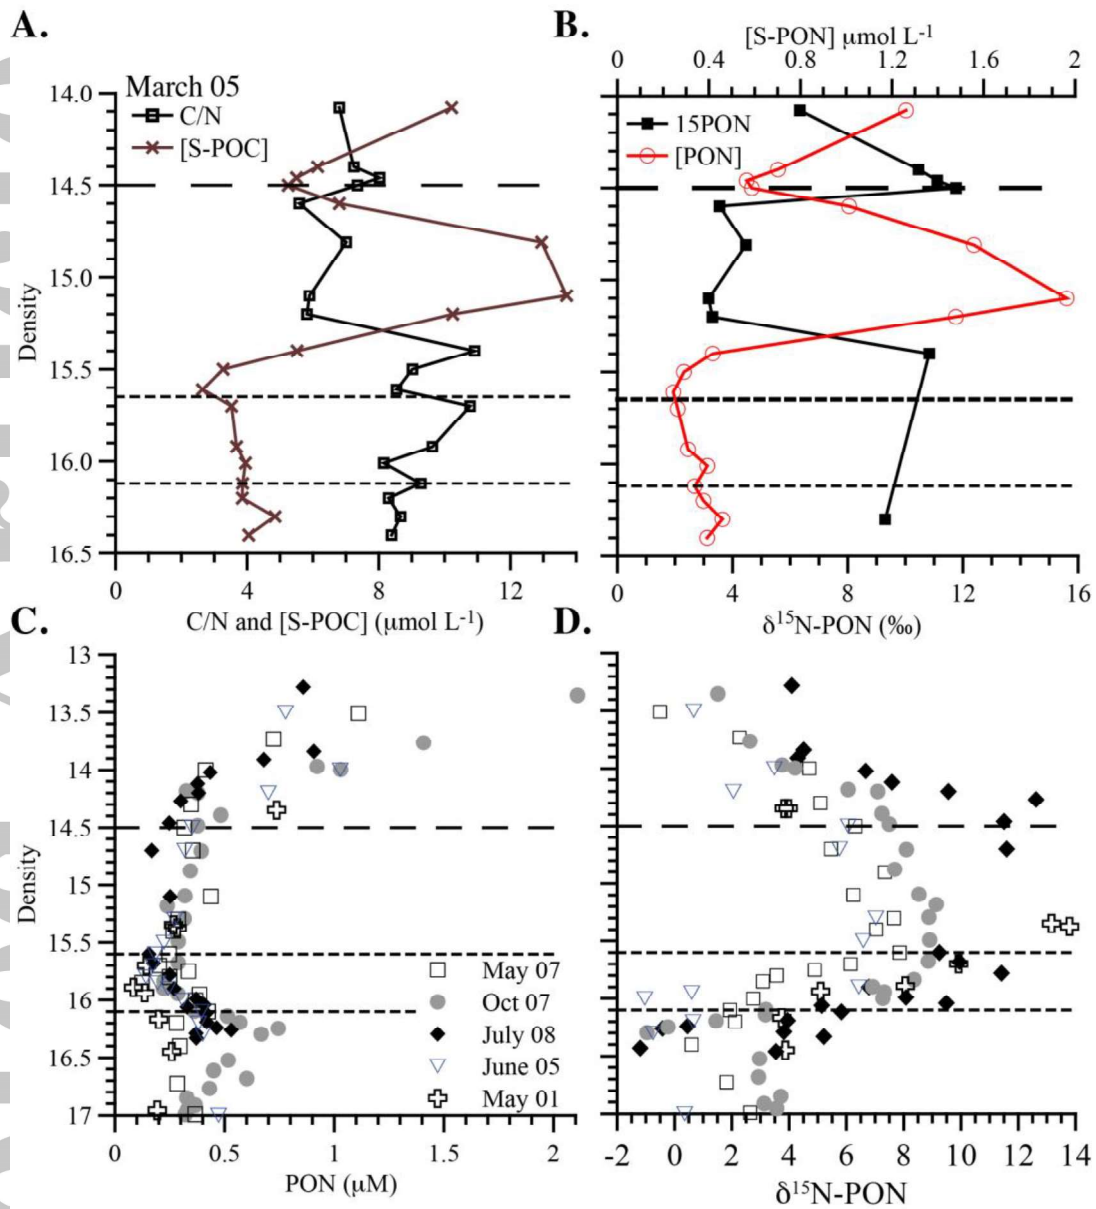 A.
B.
[S-PON] μmol L-1
0 0.4 0.8 1.2 1.6 2
March 05
C/N
[S-POC]
15PON
[PON]
Density
14.0
14.5
15.0
15.5
16.0
16.5
0 4 8 12
0 4 8 12 16
C/N and [S-POC] (μmol L-1)
δ15N-PON (‰)
C.
D.
Density
13
13.5
14
14.5
15
15.5
16
16.5
17
May 07
Oct 07
July 08
June 05
May 01
0 0.5 1 1.5 2
-2 0 2 4 6 8 10 12 14
PON (μM)
δ15N-PON